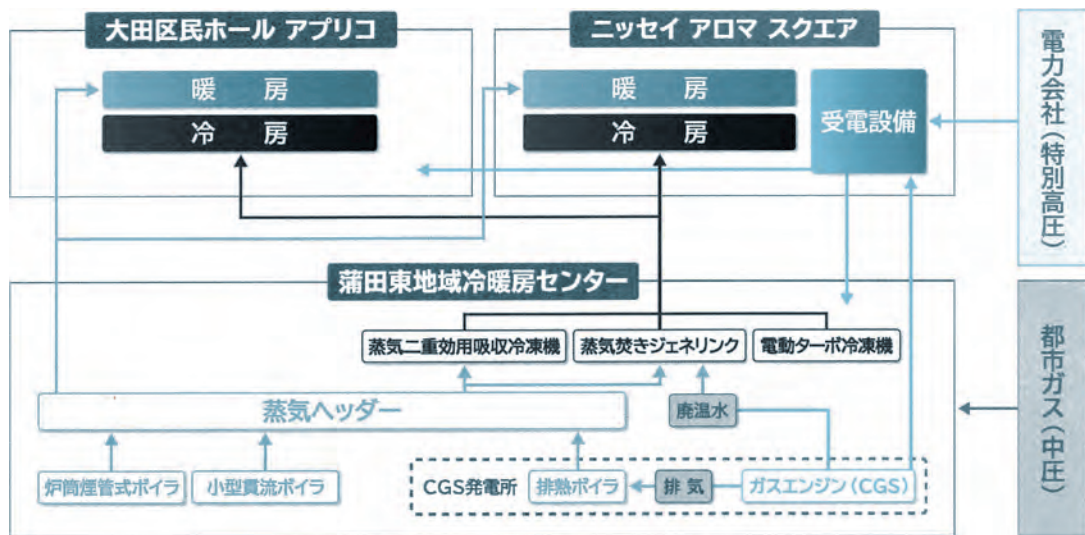 大田区民ホール アプリコ
ニッセイ アロマ スクエア
電力会社(特別高圧)
暖 房
冷 房
暖 房
冷 房
受電設備
蒲田東地域冷暖房センター
都市ガス(中圧)
蒸気二重効用吸収冷凍機
蒸気焚きジェネリンク
電動ターボ冷凍機
蒸気ヘッダー
廃温水
炉筒煙管式ボイラ
小型貫流ボイラ
CGS発電所
排熱ボイラ
排 気
ガスエンジン(CGS)